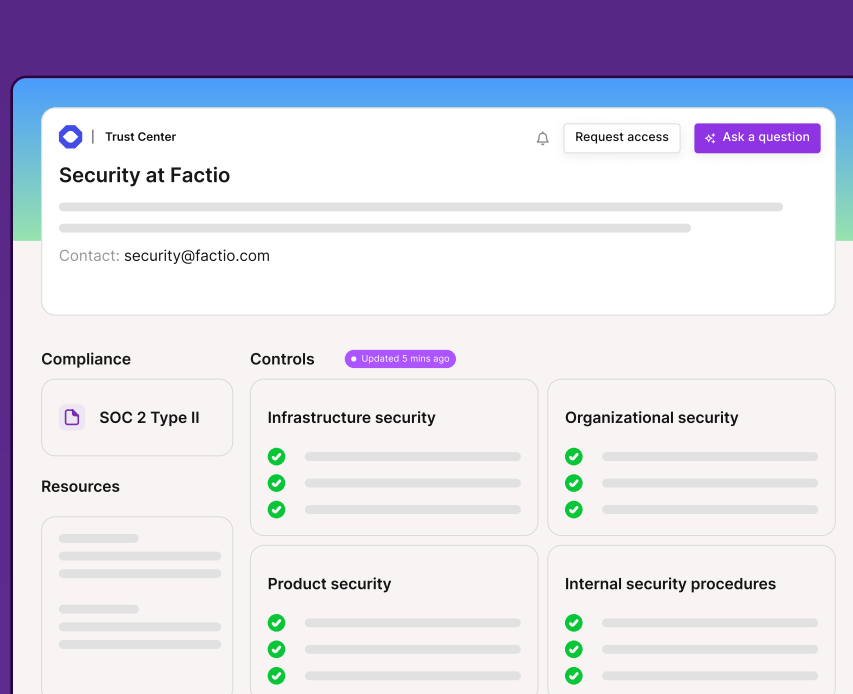 Trust Center
Request access
Ask a question
Security at Factio
Contact: security@factio.com
Compliance
Controls
Updated 5 mins ago
SOC 2 Type II
Infrastructure security
Organizational security
Resources
Product security
Internal security procedures